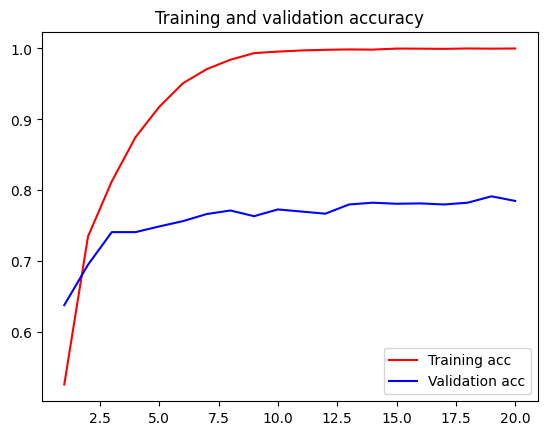 Training and validation accuracy
1.0
0.9
0.8
0.7
0.6
Training acc
Validation acc
2.5 5.0 7.5 10.0 12.5 15.0 17.5 20.0